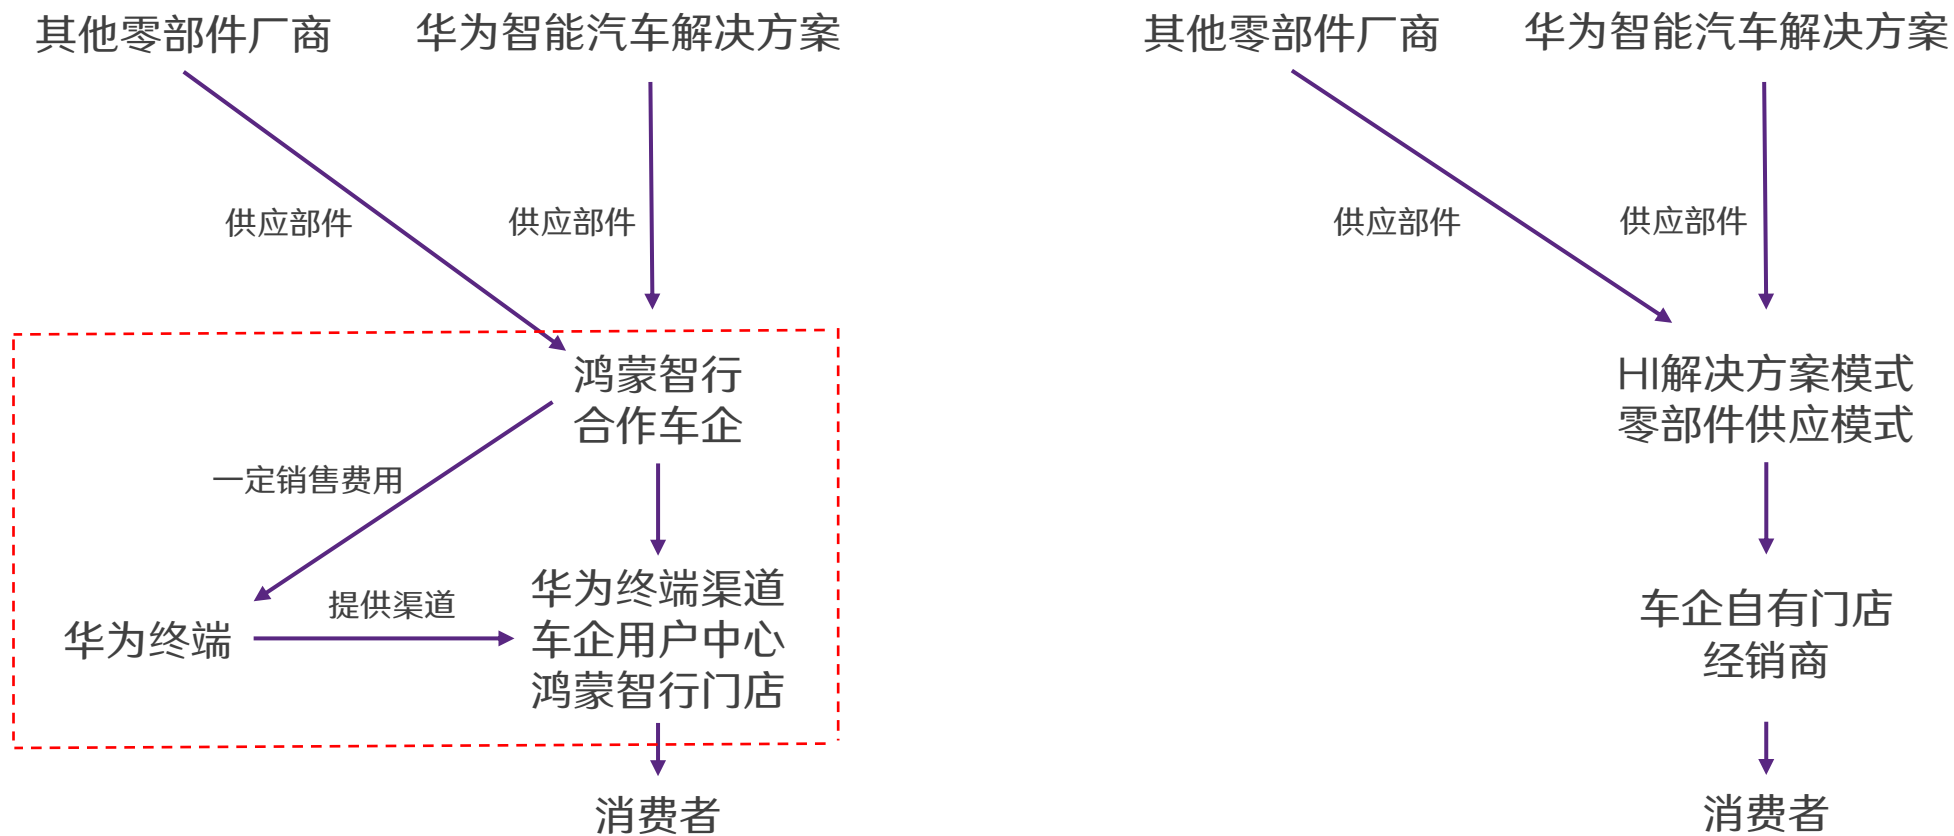 其他零部件厂商
华为智能汽车解决方案
供应部件
供应部件
鸿蒙智行
合作车企
一定销售费用
华为终端
提供渠道
华为终端渠道
车企用户中心
鸿蒙智行门店
消费者
其他零部件厂商
华为智能汽车解决方案
供应部件
供应部件
HI解决方案模式
零部件供应模式
车企自有门店
经销商
消费者